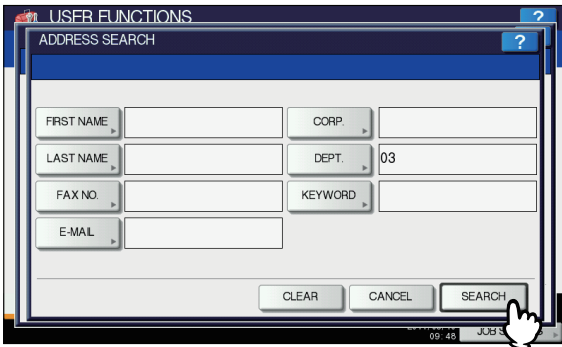 USER FUNCTIONS ?
ADDRESS SEARCH ?
FIRST NAME CORP.
LAST NAME DEPT. 03
FAX NO. KEYWORD
E-MAIL
CLEAR CANCEL SEARCH
09:48 JOB